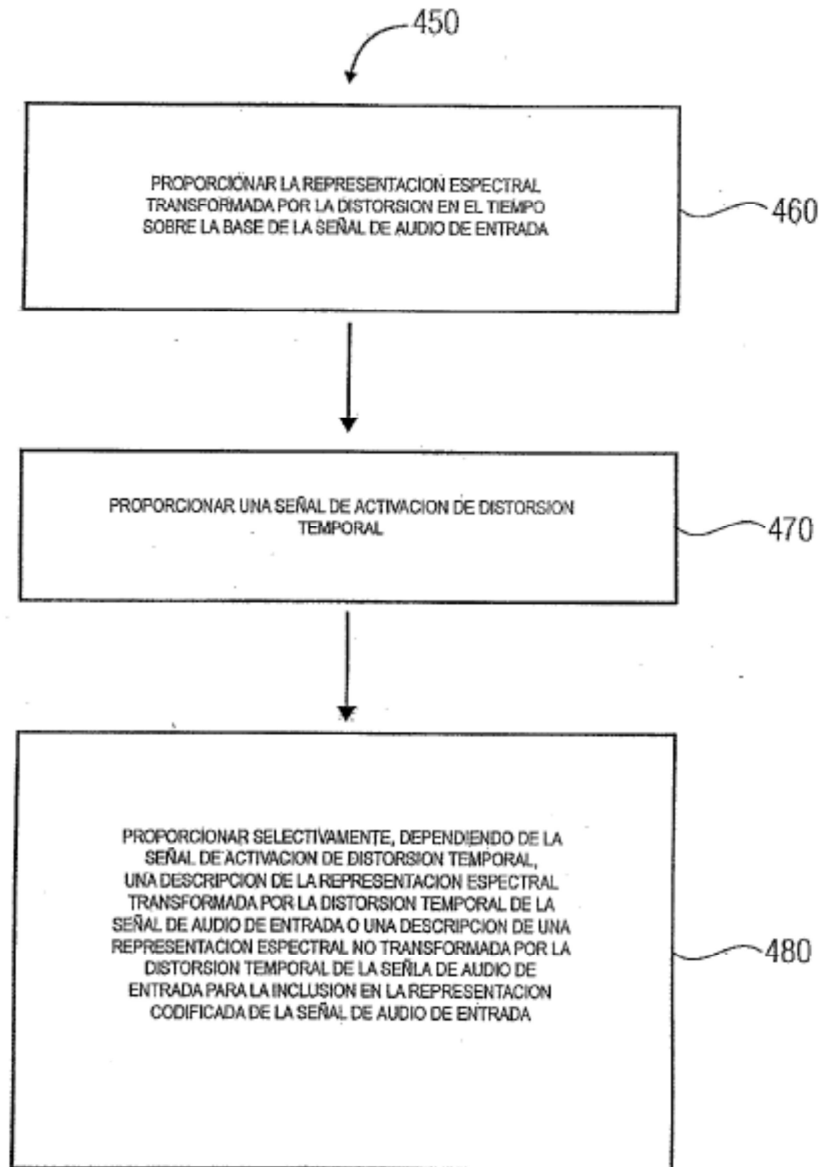 450
PROPORCIONAR LA REPRESENTACION ESPECTRAL
TRANSFORMADA POR LA DISTORSION EN EL TIEMPO
SOBRE LA BASE DE LA SEÑAL DE AUDIO DE ENTRADA
460
PROPORCIONAR UNA SEÑAL DE ACTIVACION DE DISTORSION
TEMPORAL
470
PROPORCIONAR SELECTIVAMENTE, DEPENDIENDO DE LA
SEÑAL DE ACTIVACION DE DISTORSION TEMPORAL,
UNA DESCRIPCION DE LA REPRESENTACION ESPECTRAL
TRANSFORMADA POR LA DISTORSION TEMPORAL DE LA
SEÑAL DE AUDIO DE ENTRADA O UNA DESCRIPCION DE UNA
REPRESENTACION ESPECTRAL NO TRANSFORMADA POR LA
DISTORSION TEMPORAL DE LA SEÑLA DE AUDIO DE
ENTRADA PARA LA INCLUSION EN LA REPRESENTACION
CODIFICADA DE LA SEÑAL DE AUDIO DE ENTRADA
480